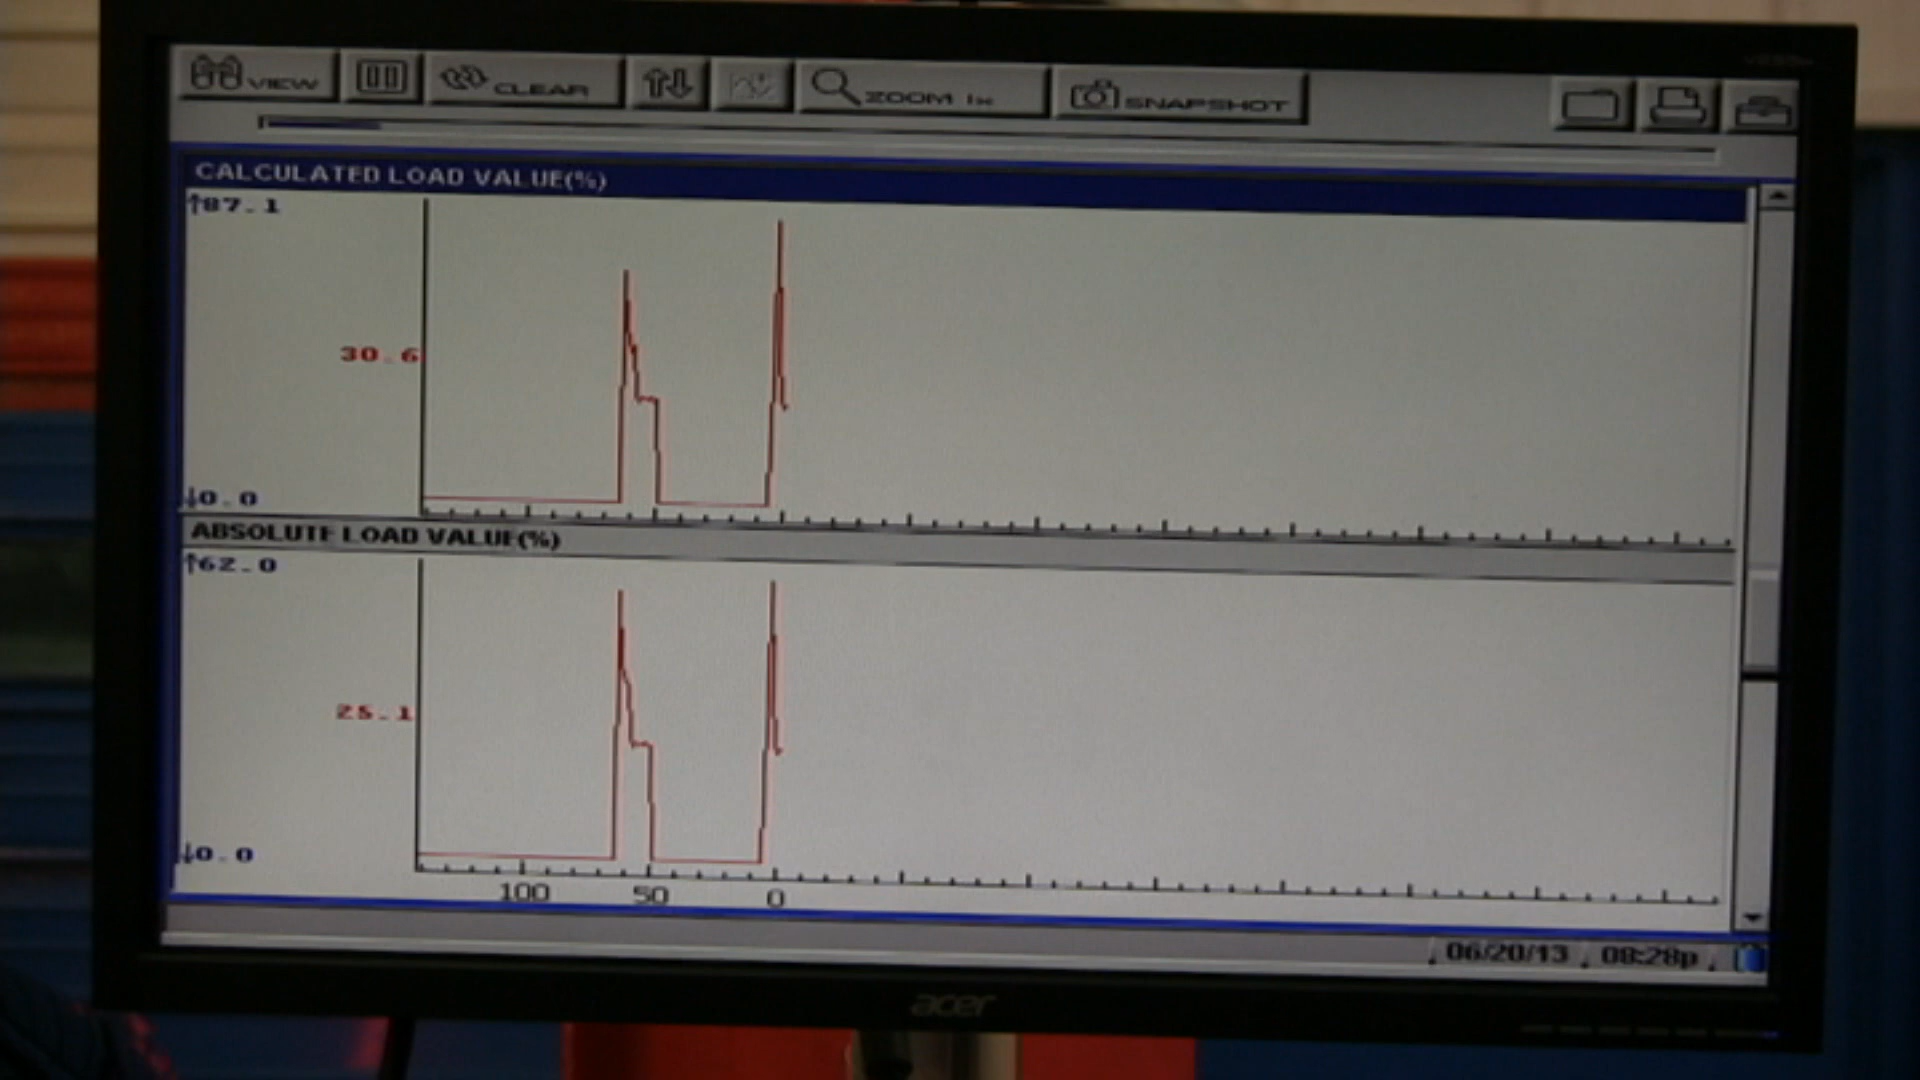 VIEW CLEAR ZOOM 1x SNAPSHOT
CALCULATED LOAD VALUE(%)
↑87.1
30.6
↓0.0
ABSOLUTE LOAD VALUE(%)
↑62.0
25.1
↓0.0
100 50 0
06/20/13 08:28p
acer